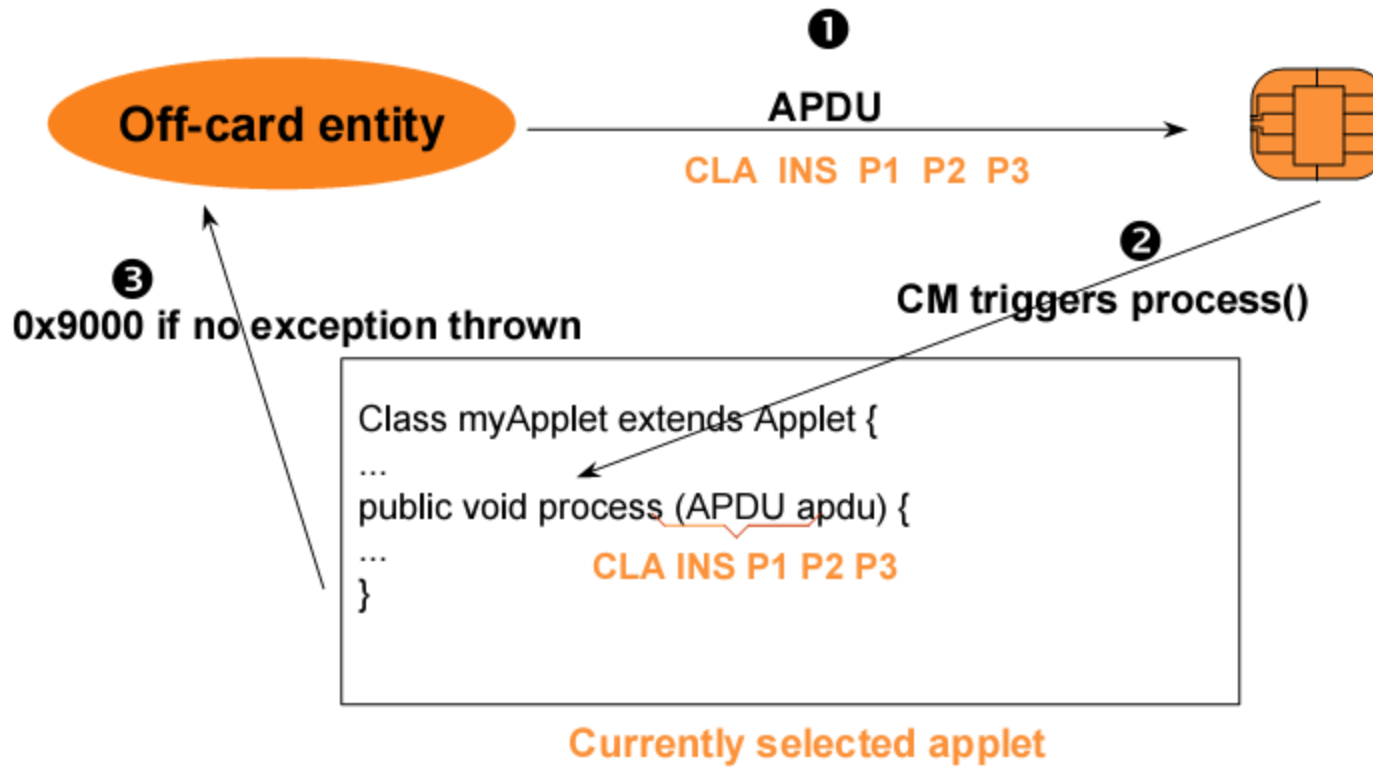 ❶
Off-card entity
APDU
CLA INS P1 P2 P3
❷
❸
CM triggers process()
0x9000 if no exception thrown
Class myApplet extends Applet {
...
public void process (APDU apdu) {
...
CLA INS P1 P2 P3
}
Currently selected applet